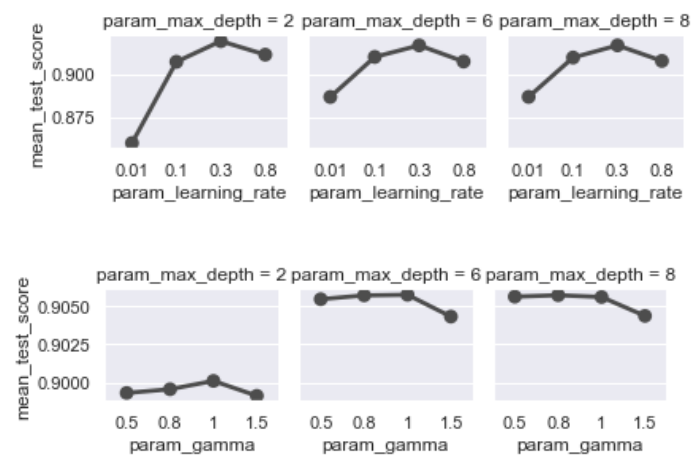 param_max_depth = 2 param_max_depth = 6 param_max_depth = 8
mean_test_score
0.900
0.875
0.01 0.1 0.3 0.8 0.01 0.1 0.3 0.8 0.01 0.1 0.3 0.8
param_learning_rate param_learning_rate param_learning_rate
param_max_depth = 2 param_max_depth = 6 param_max_depth = 8
mean_test_score
0.9050
0.9025
0.9000
0.5 0.8 1 1.5 0.5 0.8 1 1.5 0.5 0.8 1 1.5
param_gamma param_gamma param_gamma